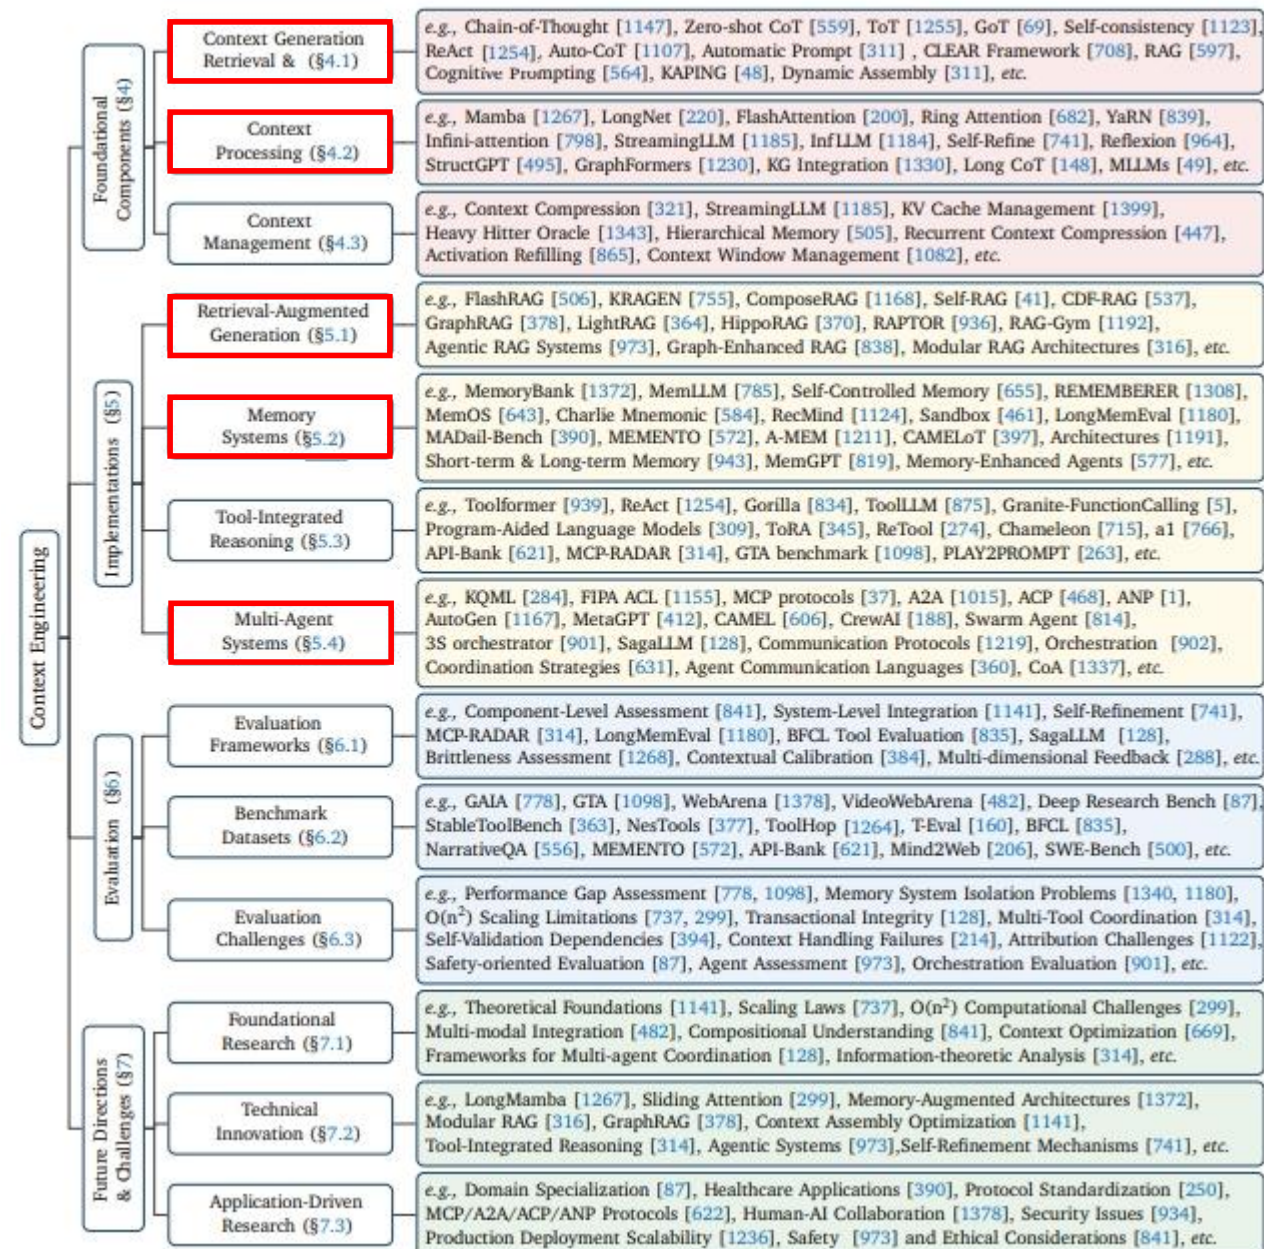 Context Engineering
Foundational
Components (§4)
Context Generation
Retrieval & (§4.1)
e.g., Chain-of-Thought [1147], Zero-shot CoT [559], ToT [1255], GoT [69], Self-consistency [1123],
ReAct [1254], Auto-CoT [1107], Automatic Prompt [311] , CLEAR Framework [708], RAG [597],
Cognitive Prompting [564], KAPING [48], Dynamic Assembly [311], etc.
Context
Processing (§4.2)
e.g., Mamba [1267], LongNet [220], FlashAttention [200], Ring Attention [682], YaRN [839],
Infini-attention [798], StreamingLLM [1185], InfLLM [1184], Self-Refine [741], Reflexion [964],
StructGPT [495], GraphFormers [1230], KG Integration [1330], Long CoT [148], MLLMs [49], etc.
Context
Management (§4.3)
e.g., Context Compression [321], StreamingLLM [1185], KV Cache Management [1399],
Heavy Hitter Oracle [1343], Hierarchical Memory [505], Recurrent Context Compression [447],
Activation Refilling [865], Context Window Management [1082], etc.
Implementations (§5)
Retrieval-Augmented
Generation (§5.1)
e.g., FlashRAG [506], KRAGEN [755], ComposeRAG [1168], Self-RAG [41], CDF-RAG [537],
GraphRAG [378], LightRAG [364], HippoRAG [370], RAPTOR [936], RAG-Gym [1192],
Agentic RAG Systems [973], Graph-Enhanced RAG [838], Modular RAG Architectures [316], etc.
Memory
Systems (§5.2)
e.g., MemoryBank [1372], MemLLM [785], Self-Controlled Memory [655], REMEMBERER [1308],
MemOS [643], Charlie Mnemonic [584], RecMind [1124], Sandbox [461], LongMemEval [1180],
MADail-Bench [390], MEMENTO [572], A-MEM [1211], CAMELoT [397], Architectures [1191],
Short-term & Long-term Memory [943], MemGPT [819], Memory-Enhanced Agents [577], etc.
Tool-Integrated
Reasoning (§5.3)
e.g., Toolformer [939], ReAct [1254], Gorilla [834], ToolLLM [875], Granite-FunctionCalling [5],
Program-Aided Language Models [309], ToRA [345], ReTool [274], Chameleon [715], a1 [766],
API-Bank [621], MCP-RADAR [314], GTA benchmark [1098], PLAY2PROMPT [263], etc.
Multi-Agent
Systems (§5.4)
e.g., KQML [284], FIPA ACL [1155], MCP protocols [37], A2A [1015], ACP [468], ANP [1],
AutoGen [1167], MetaGPT [412], CAMEL [606], CrewAI [188], Swarm Agent [814],
3S orchestrator [901], SagaLLM [128], Communication Protocols [1219], Orchestration [902],
Coordination Strategies [631], Agent Communication Languages [360], CoA [1337], etc.
Evaluation (§6)
Evaluation
Frameworks (§6.1)
e.g., Component-Level Assessment [841], System-Level Integration [1141], Self-Refinement [741],
MCP-RADAR [314], LongMemEval [1180], BFCL Tool Evaluation [835], SagaLLM [128],
Brittleness Assessment [1268], Contextual Calibration [384], Multi-dimensional Feedback [288], etc.
Benchmark
Datasets (§6.2)
e.g., GAIA [778], GTA [1098], WebArena [1378], VideoWebArena [482], Deep Research Bench [87],
StableToolBench [363], NesTools [377], ToolHop [1264], T-Eval [160], BFCL [835],
NarrativeQA [556], MEMENTO [572], API-Bank [621], Mind2Web [206], SWE-Bench [500], etc.
Evaluation
Challenges (§6.3)
e.g., Performance Gap Assessment [778, 1098], Memory System Isolation Problems [1340, 1180],
O(n²) Scaling Limitations [737, 299], Transactional Integrity [128], Multi-Tool Coordination [314],
Self-Validation Dependencies [394], Context Handling Failures [214], Attribution Challenges [1122],
Safety-oriented Evaluation [87], Agent Assessment [973], Orchestration Evaluation [901], etc.
Future Directions
& Challenges (§7)
Foundational
Research (§7.1)
e.g., Theoretical Foundations [1141], Scaling Laws [737], O(n²) Computational Challenges [299],
Multi-modal Integration [482], Compositional Understanding [841], Context Optimization [669],
Frameworks for Multi-agent Coordination [128], Information-theoretic Analysis [314], etc.
Technical
Innovation (§7.2)
e.g., LongMamba [1267], Sliding Attention [299], Memory-Augmented Architectures [1372],
Modular RAG [316], GraphRAG [378], Context Assembly Optimization [1141],
Tool-Integrated Reasoning [314], Agentic Systems [973],Self-Refinement Mechanisms [741], etc.
Application-Driven
Research (§7.3)
e.g., Domain Specialization [87], Healthcare Applications [390], Protocol Standardization [250],
MCP/A2A/ACP/ANP Protocols [622], Human-AI Collaboration [1378], Security Issues [934],
Production Deployment Scalability [1236], Safety [973] and Ethical Considerations [841], etc.